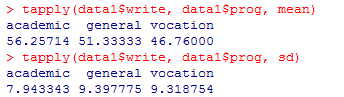 > tapply(data1$write, data1$prog, mean)
academic general vocation
56.25714 51.33333 46.76000
> tapply(data1$write, data1$prog, sd)
academic general vocation
7.943343 9.397775 9.318754